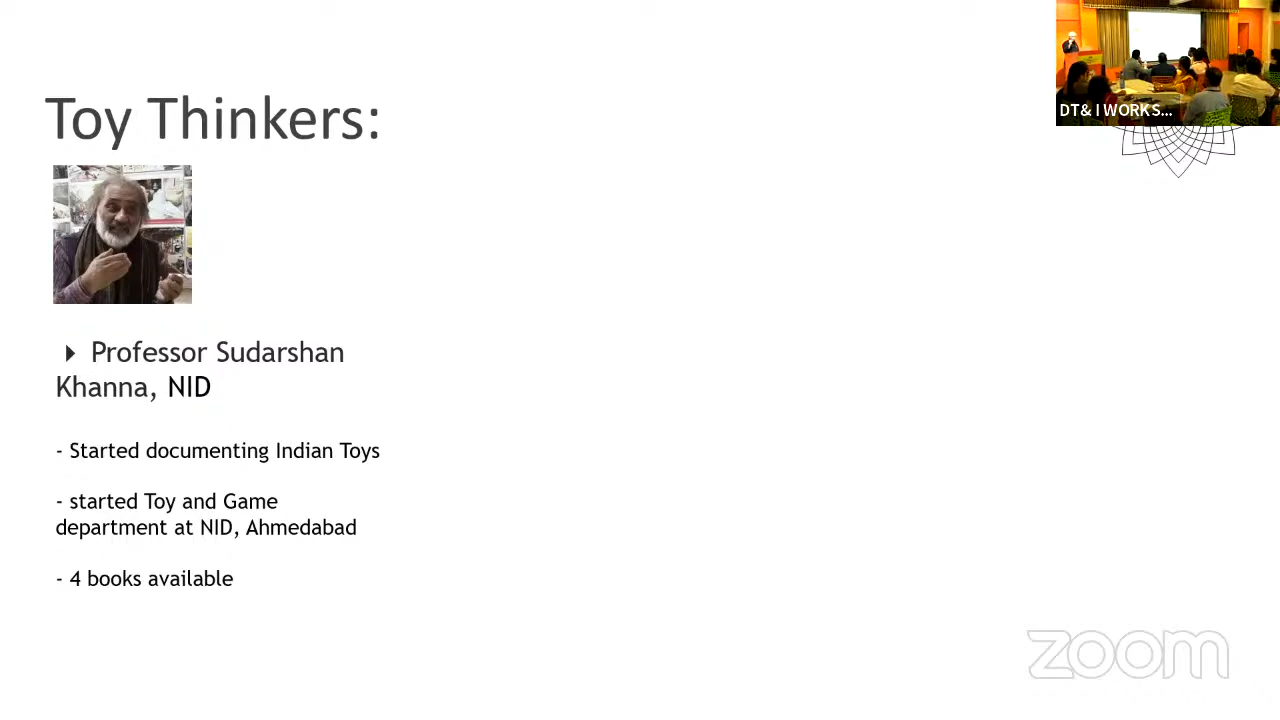 Toy Thinkers:
DT& I WORKS...
Professor Sudarshan
Khanna, NID
- Started documenting Indian Toys
- started Toy and Game
department at NID, Ahmedabad
- 4 books available
zoom